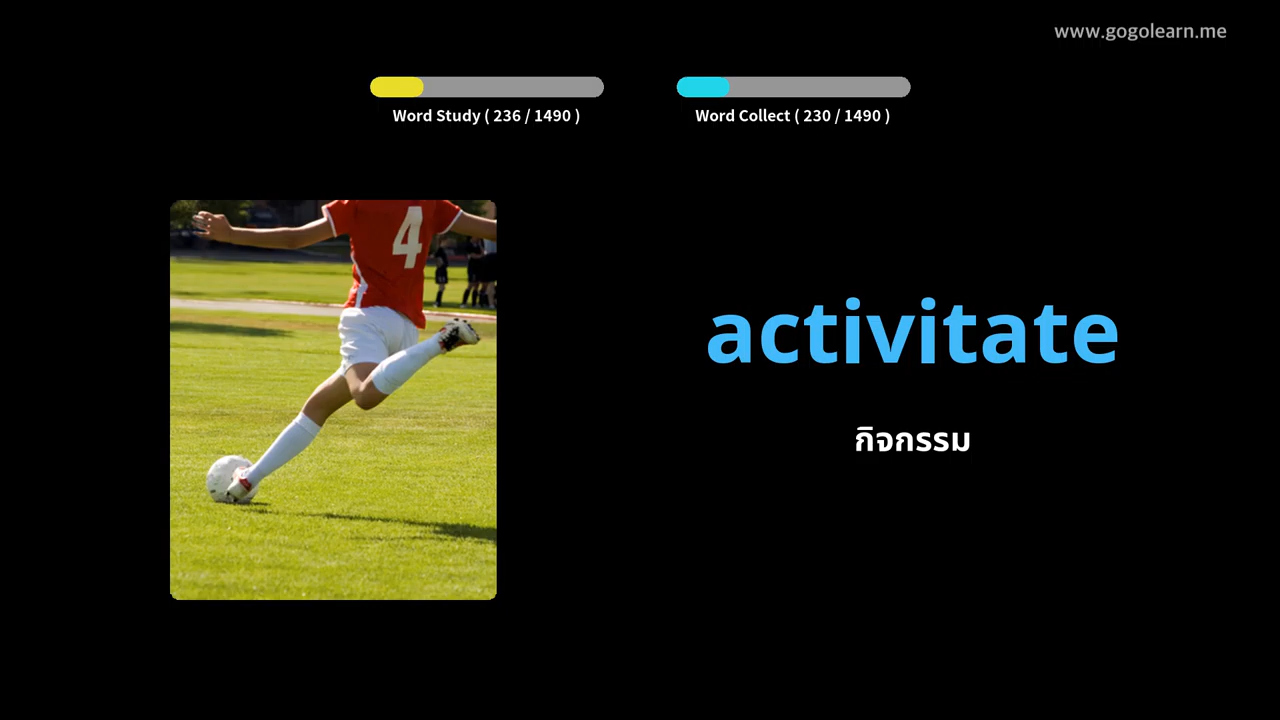 www.gogolearn.me
Word Study ( 236 / 1490 )
Word Collect ( 230 / 1490 )
4
activitate
กิจกรรม